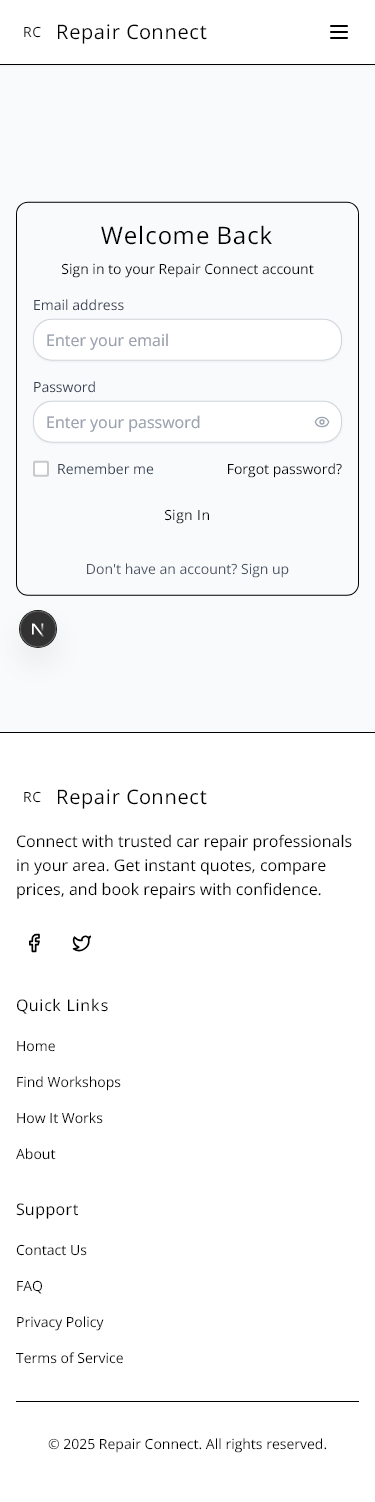 RC Repair Connect
Welcome Back
Sign in to your Repair Connect account
Email address
Enter your email
Password
Enter your password
Remember me Forgot password?
Sign In
Don't have an account? Sign up
N
RC Repair Connect
Connect with trusted car repair professionals
in your area. Get instant quotes, compare
prices, and book repairs with confidence.
Quick Links
Home
Find Workshops
How It Works
About
Support
Contact Us
FAQ
Privacy Policy
Terms of Service
© 2025 Repair Connect. All rights reserved.